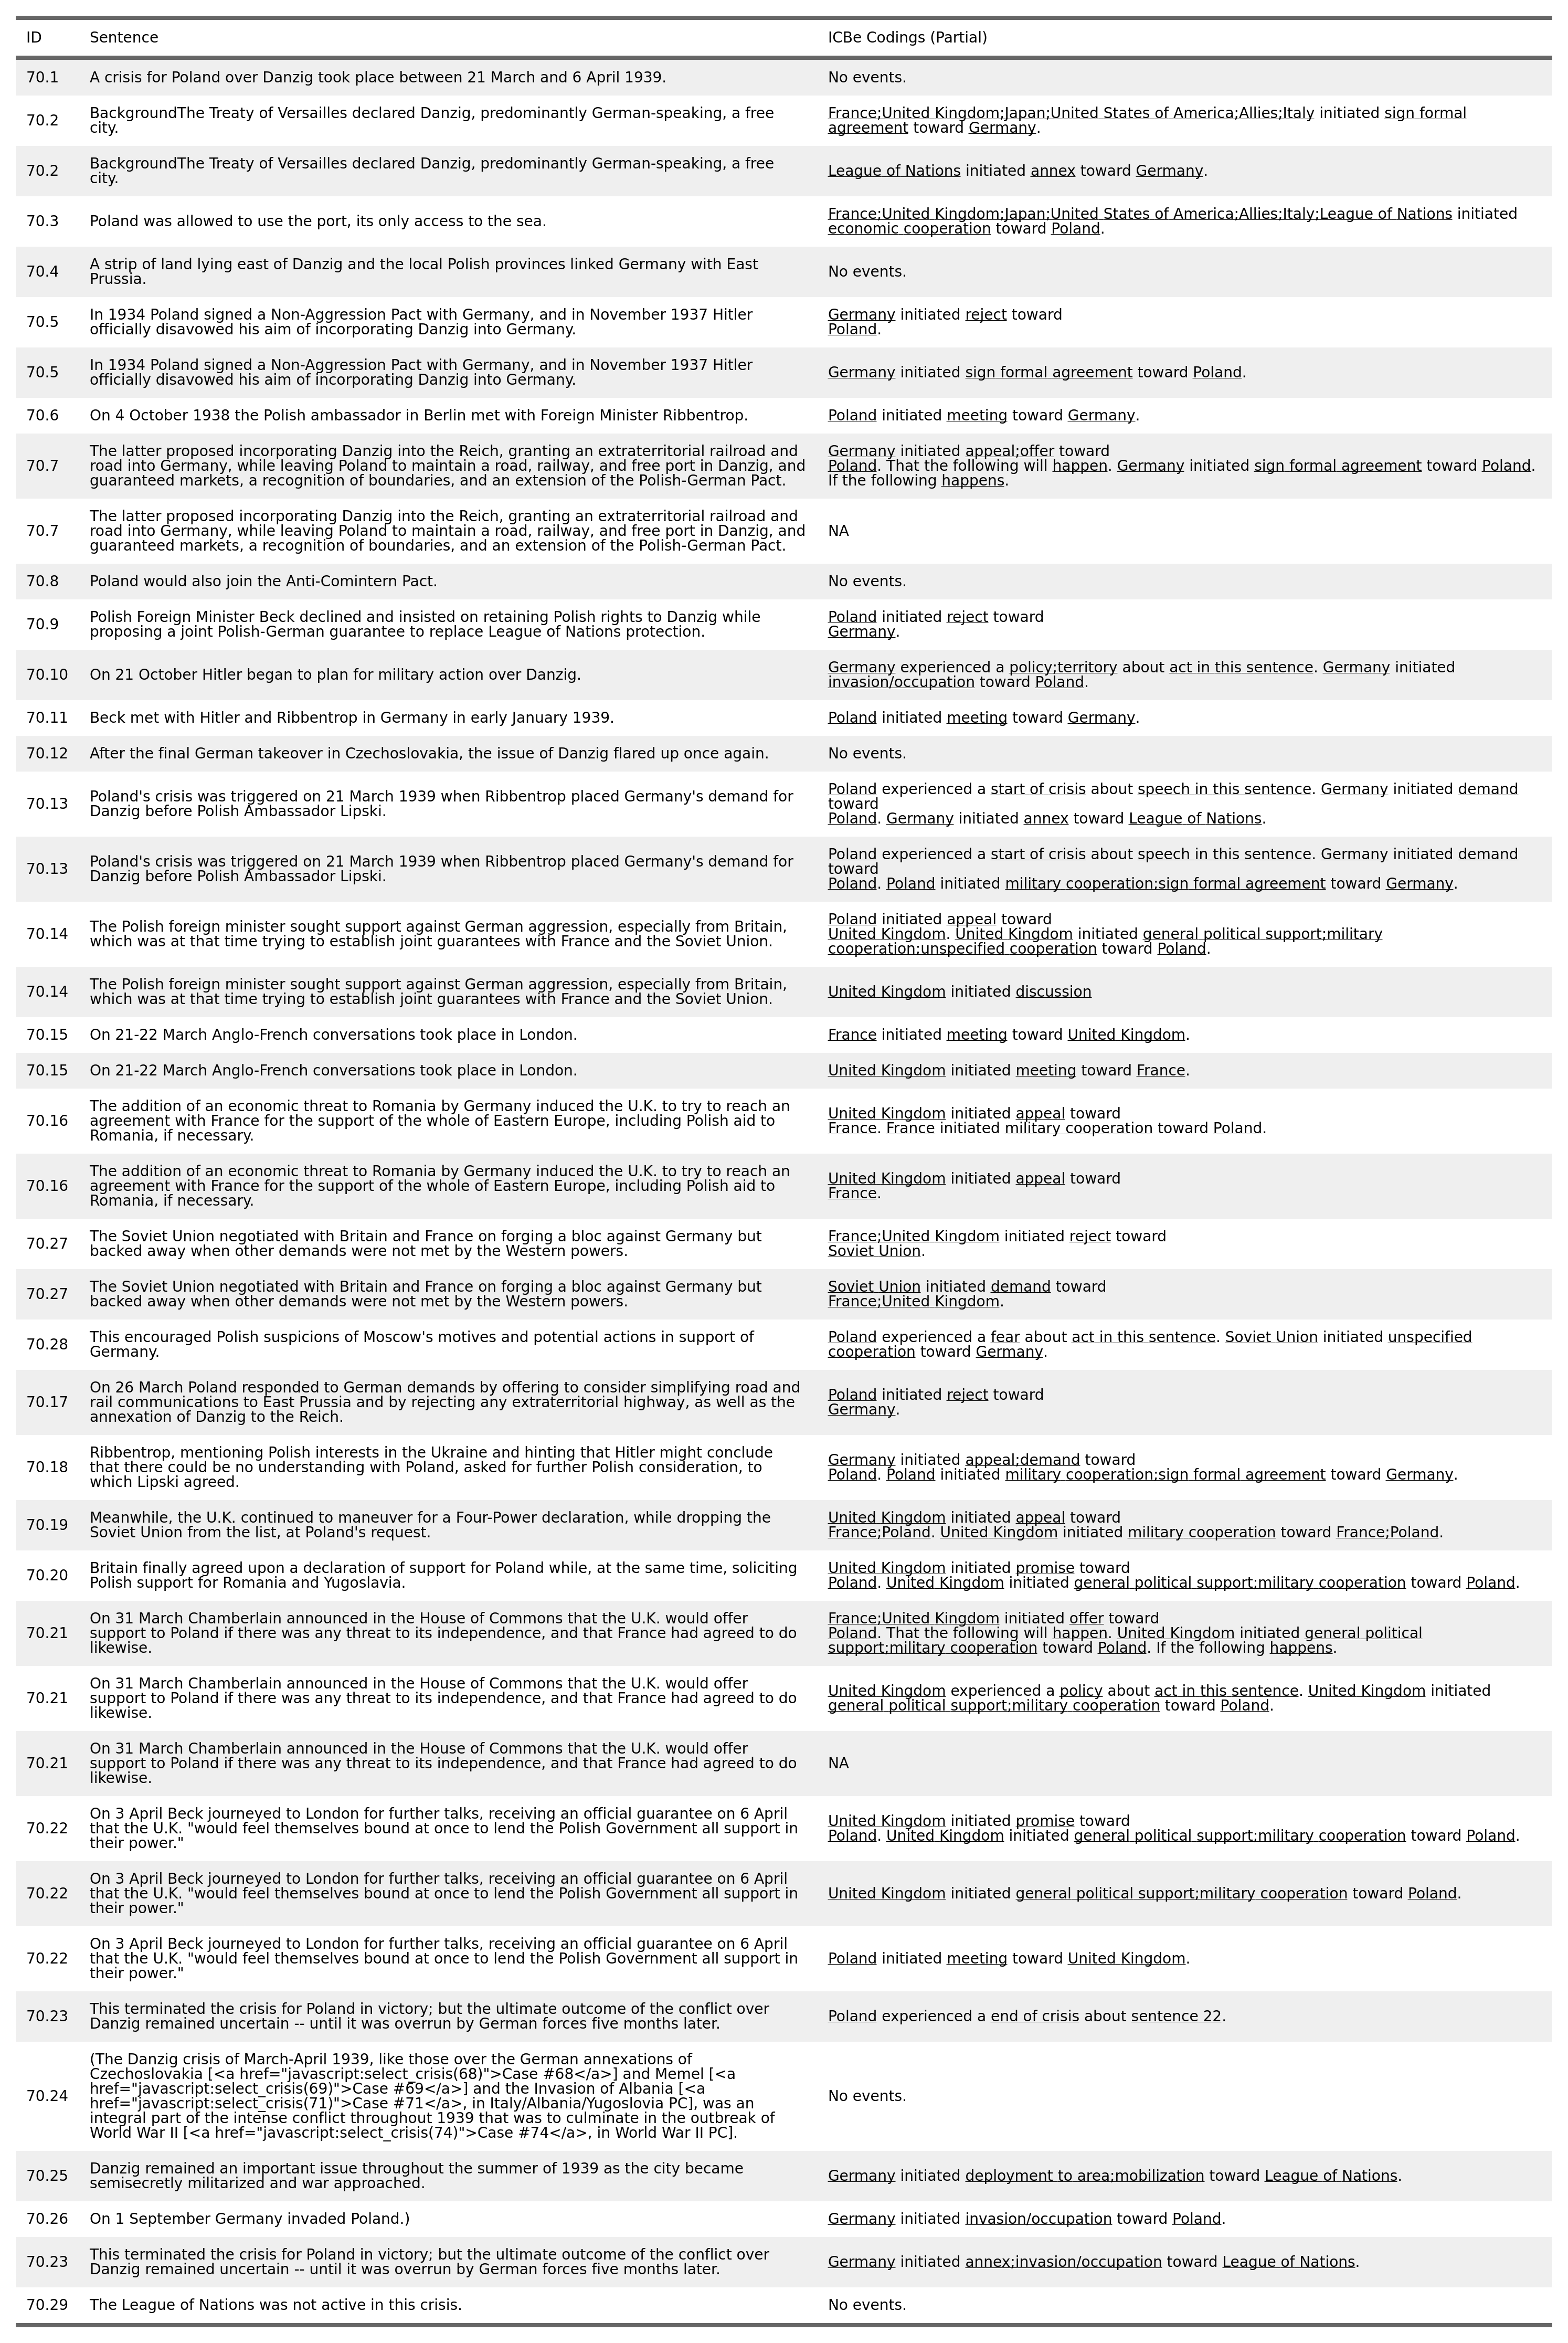 ID Sentence ICBe Codings (Partial)
70.1 A crisis for Poland over Danzig took place between 21 March and 6 April 1939. No events.
70.2 BackgroundThe Treaty of Versailles declared Danzig, predominantly German-speaking, a free
city.
France;United Kingdom;Japan;United States of America;Allies;Italy initiated sign formal
agreement toward Germany.
70.2 BackgroundThe Treaty of Versailles declared Danzig, predominantly German-speaking, a free
city.
League of Nations initiated annex toward Germany.
70.3 Poland was allowed to use the port, its only access to the sea.
France;United Kingdom;Japan;United States of America;Allies;Italy;League of Nations initiated
economic cooperation toward Poland.
70.4 A strip of land lying east of Danzig and the local Polish provinces linked Germany with East
Prussia.
No events.
70.5 In 1934 Poland signed a Non-Aggression Pact with Germany, and in November 1937 Hitler
officially disavowed his aim of incorporating Danzig into Germany.
Germany initiated reject toward
Poland.
70.5 In 1934 Poland signed a Non-Aggression Pact with Germany, and in November 1937 Hitler
officially disavowed his aim of incorporating Danzig into Germany.
Germany initiated sign formal agreement toward Poland.
70.6 On 4 October 1938 the Polish ambassador in Berlin met with Foreign Minister Ribbentrop. Poland initiated meeting toward Germany.
70.7 The latter proposed incorporating Danzig into the Reich, granting an extraterritorial railroad and
road into Germany, while leaving Poland to maintain a road, railway, and free port in Danzig, and
guaranteed markets, a recognition of boundaries, and an extension of the Polish-German Pact.
Germany initiated appeal;offer toward
Poland. That the following will happen. Germany initiated sign formal agreement toward Poland.
If the following happens.
70.7 The latter proposed incorporating Danzig into the Reich, granting an extraterritorial railroad and
road into Germany, while leaving Poland to maintain a road, railway, and free port in Danzig, and
guaranteed markets, a recognition of boundaries, and an extension of the Polish-German Pact.
NA
70.8 Poland would also join the Anti-Comintern Pact. No events.
70.9 Polish Foreign Minister Beck declined and insisted on retaining Polish rights to Danzig while
proposing a joint Polish-German guarantee to replace League of Nations protection.
Poland initiated reject toward
Germany.
70.10 On 21 October Hitler began to plan for military action over Danzig.
Germany experienced a policy;territory about act in this sentence. Germany initiated
invasion/occupation toward Poland.
70.11 Beck met with Hitler and Ribbentrop in Germany in early January 1939. Poland initiated meeting toward Germany.
70.12 After the final German takeover in Czechoslovakia, the issue of Danzig flared up once again. No events.
70.13 Poland's crisis was triggered on 21 March 1939 when Ribbentrop placed Germany's demand for
Danzig before Polish Ambassador Lipski.
Poland experienced a start of crisis about speech in this sentence. Germany initiated demand
toward
Poland. Germany initiated annex toward League of Nations.
70.13 Poland's crisis was triggered on 21 March 1939 when Ribbentrop placed Germany's demand for
Danzig before Polish Ambassador Lipski.
Poland experienced a start of crisis about speech in this sentence. Germany initiated demand
toward
Poland. Poland initiated military cooperation;sign formal agreement toward Germany.
70.14 The Polish foreign minister sought support against German aggression, especially from Britain,
which was at that time trying to establish joint guarantees with France and the Soviet Union.
Poland initiated appeal toward
United Kingdom. United Kingdom initiated general political support;military
cooperation;unspecified cooperation toward Poland.
70.14 The Polish foreign minister sought support against German aggression, especially from Britain,
which was at that time trying to establish joint guarantees with France and the Soviet Union.
United Kingdom initiated discussion
70.15 On 21-22 March Anglo-French conversations took place in London. France initiated meeting toward United Kingdom.
70.15 On 21-22 March Anglo-French conversations took place in London. United Kingdom initiated meeting toward France.
70.16 The addition of an economic threat to Romania by Germany induced the U.K. to try to reach an
agreement with France for the support of the whole of Eastern Europe, including Polish aid to
Romania, if necessary.
United Kingdom initiated appeal toward
France. France initiated military cooperation toward Poland.
70.16 The addition of an economic threat to Romania by Germany induced the U.K. to try to reach an
agreement with France for the support of the whole of Eastern Europe, including Polish aid to
Romania, if necessary.
United Kingdom initiated appeal toward
France.
70.27 The Soviet Union negotiated with Britain and France on forging a bloc against Germany but
backed away when other demands were not met by the Western powers.
France;United Kingdom initiated reject toward
Soviet Union.
70.27 The Soviet Union negotiated with Britain and France on forging a bloc against Germany but
backed away when other demands were not met by the Western powers.
Soviet Union initiated demand toward
France;United Kingdom.
70.28 This encouraged Polish suspicions of Moscow's motives and potential actions in support of
Germany.
Poland experienced a fear about act in this sentence. Soviet Union initiated unspecified
cooperation toward Germany.
70.17 On 26 March Poland responded to German demands by offering to consider simplifying road and
rail communications to East Prussia and by rejecting any extraterritorial highway, as well as the
annexation of Danzig to the Reich.
Poland initiated reject toward
Germany.
70.18 Ribbentrop, mentioning Polish interests in the Ukraine and hinting that Hitler might conclude
that there could be no understanding with Poland, asked for further Polish consideration, to
which Lipski agreed.
Germany initiated appeal;demand toward
Poland. Poland initiated military cooperation;sign formal agreement toward Germany.
70.19 Meanwhile, the U.K. continued to maneuver for a Four-Power declaration, while dropping the
Soviet Union from the list, at Poland's request.
United Kingdom initiated appeal toward
France;Poland. United Kingdom initiated military cooperation toward France;Poland.
70.20 Britain finally agreed upon a declaration of support for Poland while, at the same time, soliciting
Polish support for Romania and Yugoslavia.
United Kingdom initiated promise toward
Poland. United Kingdom initiated general political support;military cooperation toward Poland.
70.21 On 31 March Chamberlain announced in the House of Commons that the U.K. would offer
support to Poland if there was any threat to its independence, and that France had agreed to do
likewise.
France;United Kingdom initiated offer toward
Poland. That the following will happen. United Kingdom initiated general political
support;military cooperation toward Poland. If the following happens.
70.21 On 31 March Chamberlain announced in the House of Commons that the U.K. would offer
support to Poland if there was any threat to its independence, and that France had agreed to do
likewise.
United Kingdom experienced a policy about act in this sentence. United Kingdom initiated
general political support;military cooperation toward Poland.
70.21 On 31 March Chamberlain announced in the House of Commons that the U.K. would offer
support to Poland if there was any threat to its independence, and that France had agreed to do
likewise.
NA
70.22 On 3 April Beck journeyed to London for further talks, receiving an official guarantee on 6 April
that the U.K. "would feel themselves bound at once to lend the Polish Government all support in
their power."
United Kingdom initiated promise toward
Poland. United Kingdom initiated general political support;military cooperation toward Poland.
70.22 On 3 April Beck journeyed to London for further talks, receiving an official guarantee on 6 April
that the U.K. "would feel themselves bound at once to lend the Polish Government all support in
their power."
United Kingdom initiated general political support;military cooperation toward Poland.
70.22 On 3 April Beck journeyed to London for further talks, receiving an official guarantee on 6 April
that the U.K. "would feel themselves bound at once to lend the Polish Government all support in
their power."
Poland initiated meeting toward United Kingdom.
70.23 This terminated the crisis for Poland in victory; but the ultimate outcome of the conflict over
Danzig remained uncertain -- until it was overrun by German forces five months later.
Poland experienced a end of crisis about sentence 22.
70.24 (The Danzig crisis of March-April 1939, like those over the German annexations of
Czechoslovakia [<a href="javascript:select_crisis(68)">Case #68</a>] and Memel [<a
href="javascript:select_crisis(69)">Case #69</a>] and the Invasion of Albania [<a
href="javascript:select_crisis(71)">Case #71</a>, in Italy/Albania/Yugoslovia PC], was an
integral part of the intense conflict throughout 1939 that was to culminate in the outbreak of
World War II [<a href="javascript:select_crisis(74)">Case #74</a>, in World War II PC].
No events.
70.25 Danzig remained an important issue throughout the summer of 1939 as the city became
semisecretly militarized and war approached.
Germany initiated deployment to area;mobilization toward League of Nations.
70.26 On 1 September Germany invaded Poland.) Germany initiated invasion/occupation toward Poland.
70.23 This terminated the crisis for Poland in victory; but the ultimate outcome of the conflict over
Danzig remained uncertain -- until it was overrun by German forces five months later.
Germany initiated annex;invasion/occupation toward League of Nations.
70.29 The League of Nations was not active in this crisis. No events.